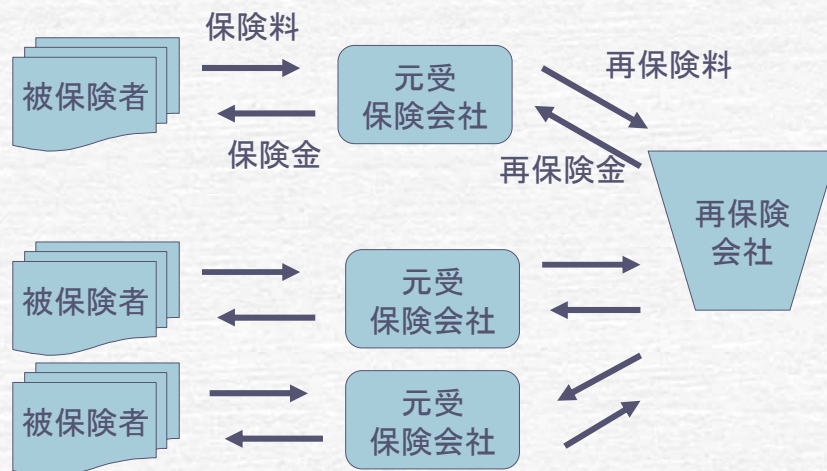 保険料
被保険者
元受
保険会社
再保険料
保険金
再保険金
再保険
会社
被保険者
元受
保険会社
被保険者
元受
保険会社